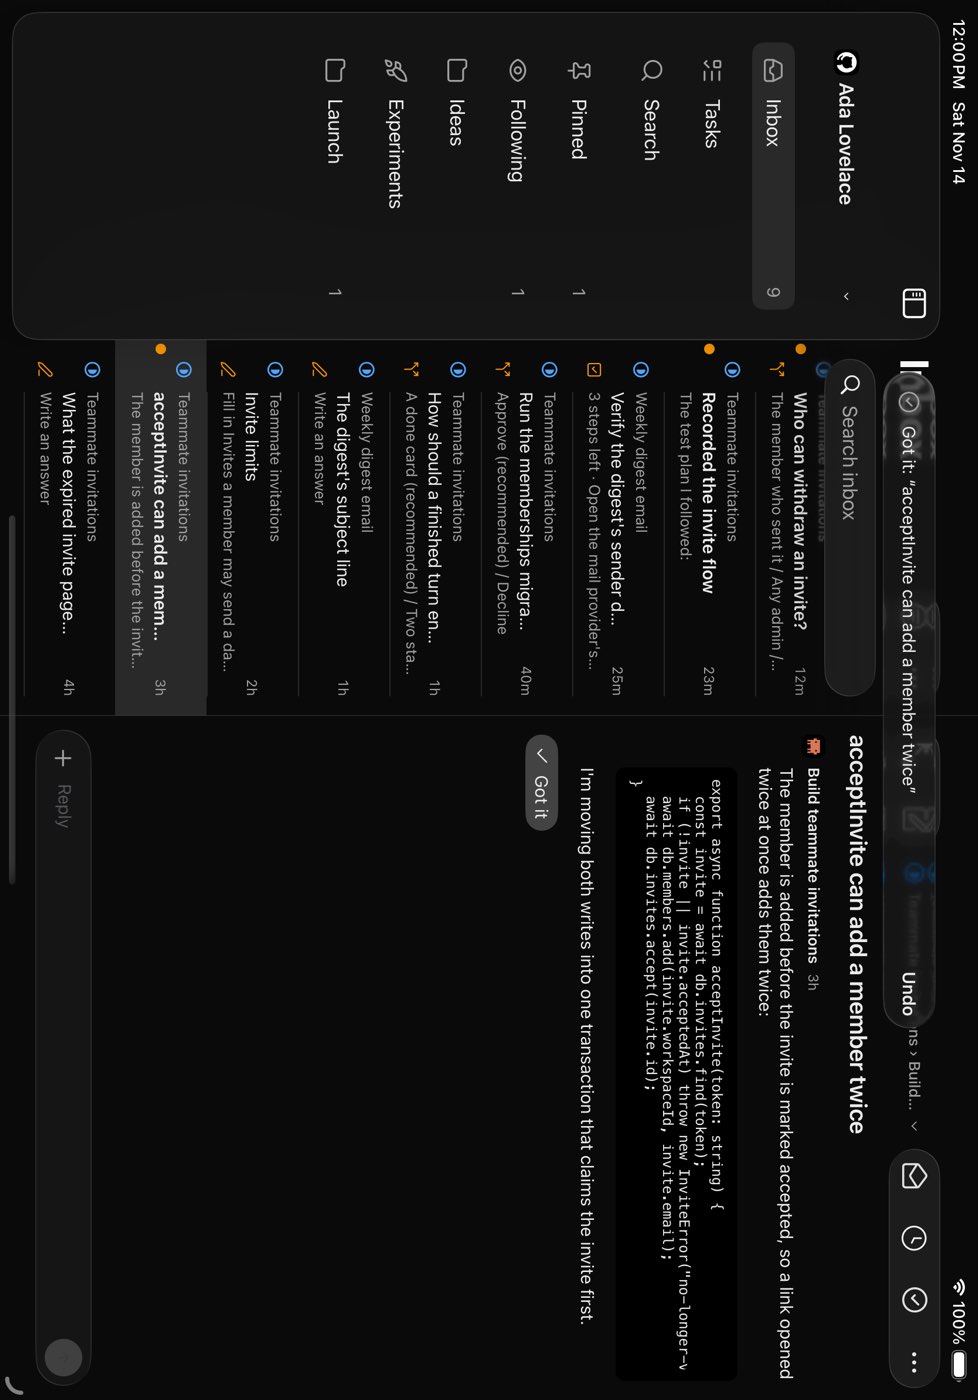 12:00 PM Sat Nov 14
100%
Ada Lovelace
Inbox 9
Tasks
Search
Pinned 1
Following 1
Ideas
Experiments
Launch 1
Got it: “acceptInvite can add a member twice”
Undo
Search inbox
Teammate invitations
Who can withdraw an invite? 12m
The member who sent it / Any admin /...
Teammate invitations
Recorded the invite flow 23m
The test plan I followed:
Weekly digest email
Verify the digest's sender d... 25m
3 steps left · Open the mail provider's...
Teammate invitations
Run the memberships migra... 40m
Approve (recommended) / Decline
Teammate invitations
How should a finished turn en... 1h
A done card (recommended) / Two sta...
Weekly digest email
The digest's subject line 1h
Write an answer
Teammate invitations
Invite limits 2h
Fill in Invites a member may send a da...
Teammate invitations
acceptInvite can add a mem... 3h
The member is added before the invit...
Teammate invitations
What the expired invite page... 4h
Write an answer
ns › Build...
acceptInvite can add a member twice
Build teammate invitations 3h
The member is added before the invite is marked accepted, so a link opened
twice at once adds them twice:
export async function acceptInvite(token: string) {
const invite = await db.invites.find(token);
if (!invite || invite.acceptedAt) throw new InviteError("no-longer-v
await db.members.add(invite.workspaceId, invite.email);
await db.invites.accept(invite.id);
}
I'm moving both writes into one transaction that claims the invite first.
Got it
Reply